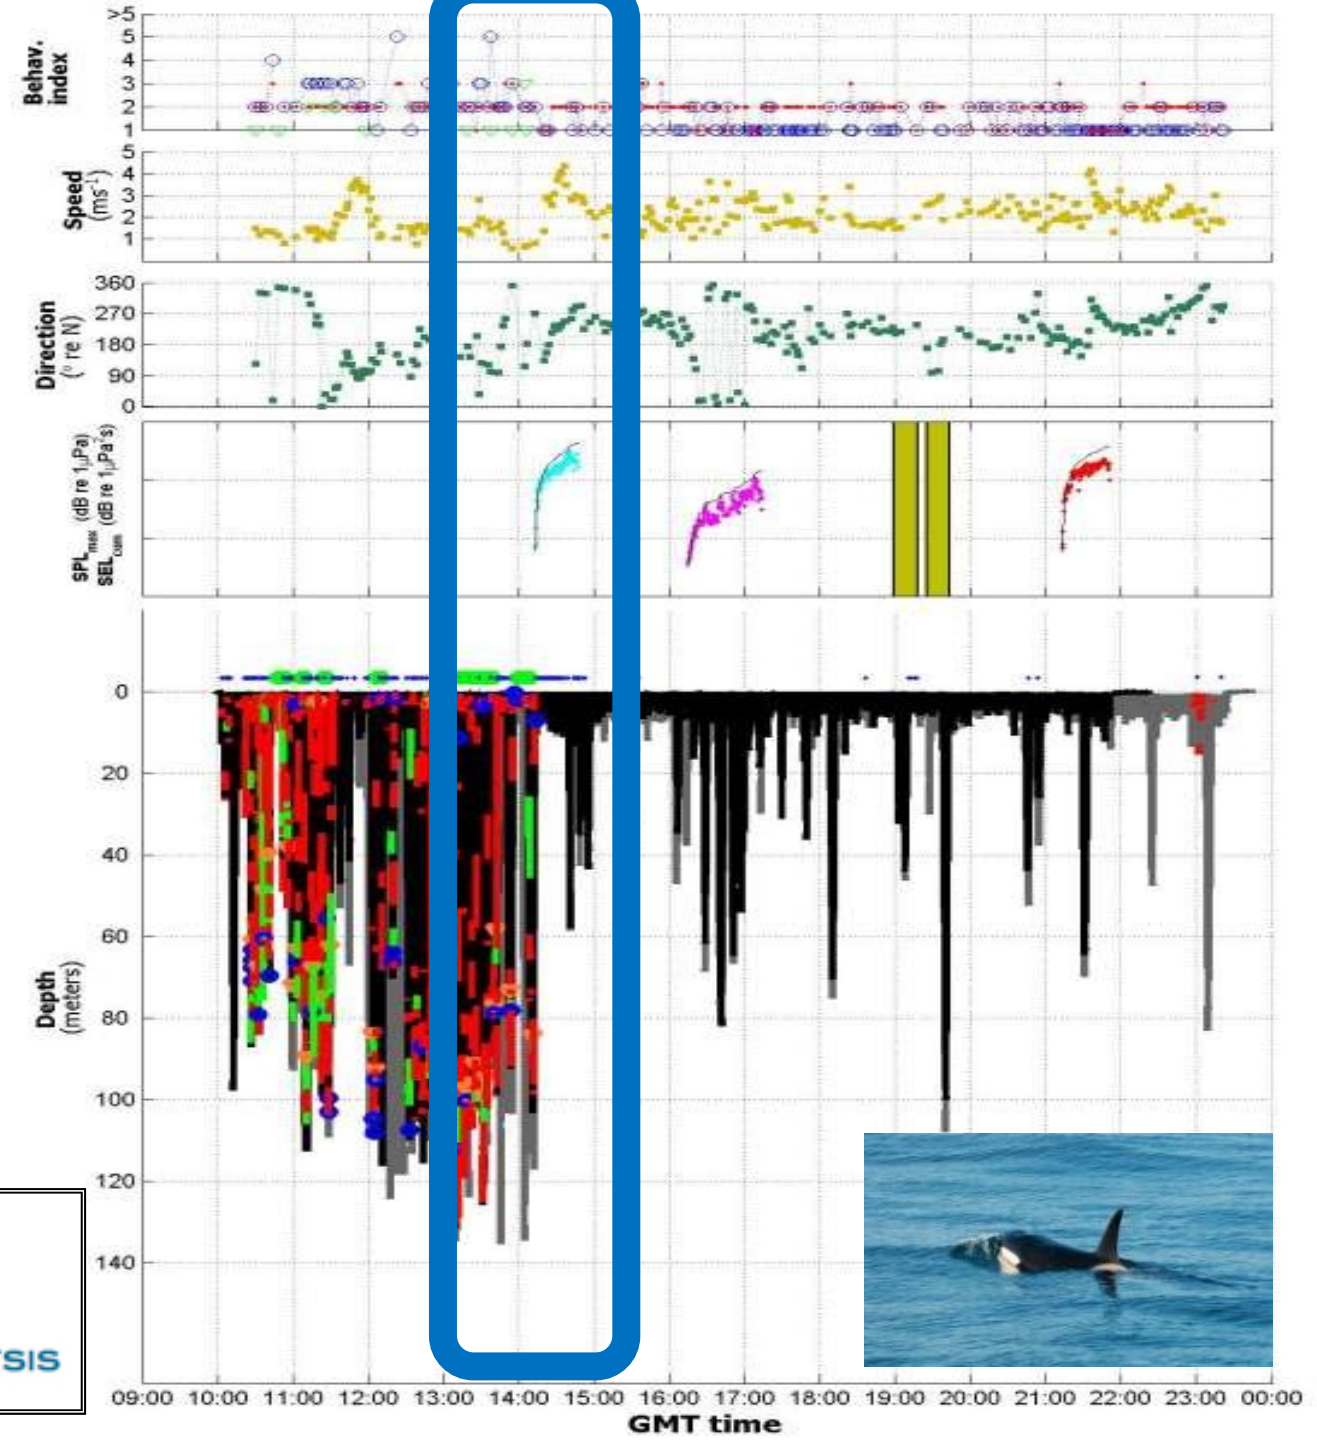 Behav.
index
>5
5
4
3
2
1
Speed
(ms⁻¹)
5
4
3
2
1
Direction
(° re N)
360
270
180
90
0
SPLmax (dB re 1μPa)
SELcum (dB re 1μPa²s)
Depth
(meters)
0
20
40
60
80
100
120
140
09:00 10:00 11:00 12:00 13:00 14:00 15:00 16:00 17:00 18:00 19:00 20:00 21:00 22:00 23:00 00:00
GMT time